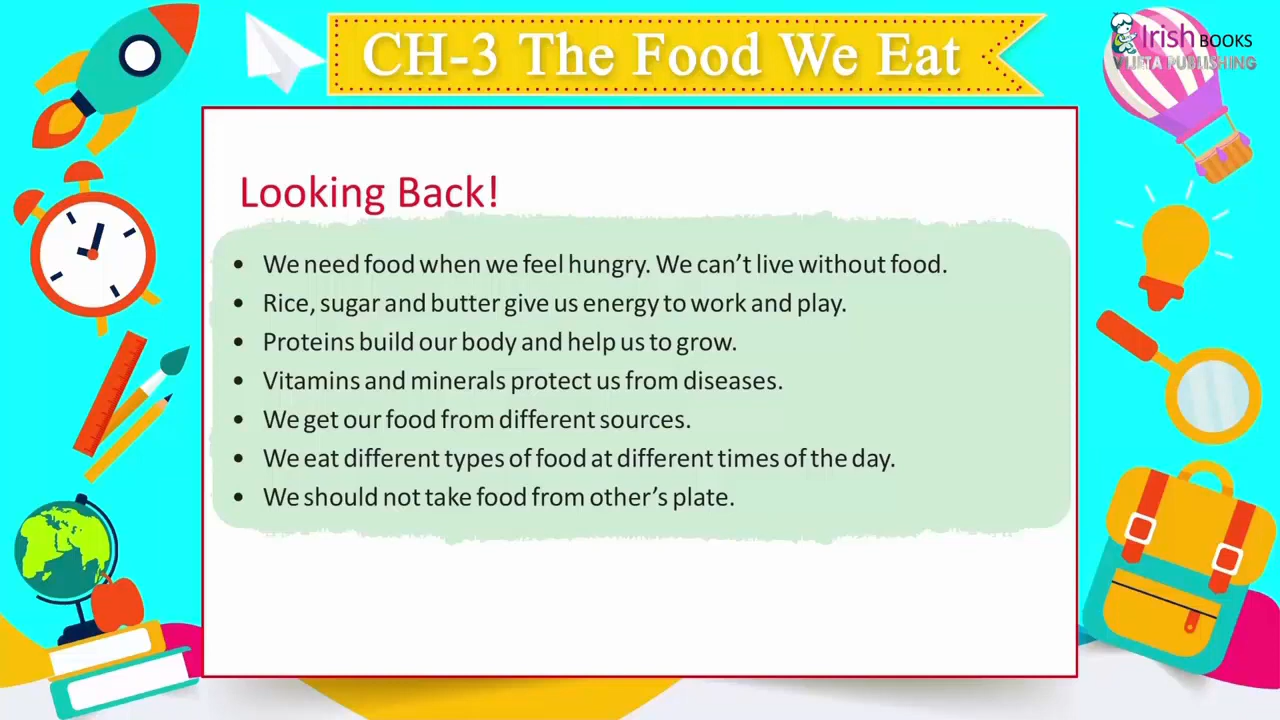 CH-3 The Food We Eat
Irish BOOKS
Looking Back!
• We need food when we feel hungry. We can't live without food.
• Rice, sugar and butter give us energy to work and play.
• Proteins build our body and help us to grow.
• Vitamins and minerals protect us from diseases.
• We get our food from different sources.
• We eat different types of food at different times of the day.
• We should not take food from other's plate.